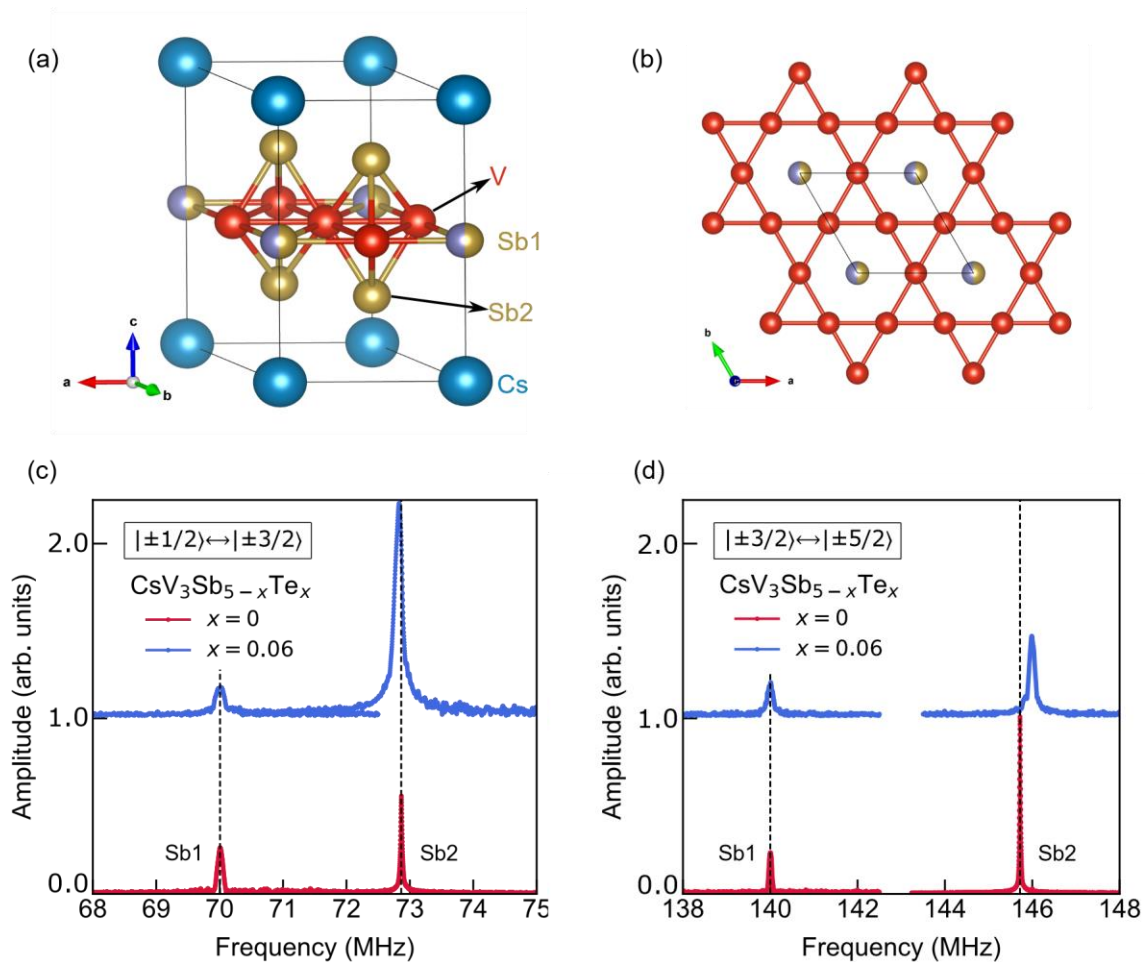 (a)
V
Sb1
Sb2
Cs
c
a
b
(b)
b
a
(c)
|±1/2⟩↔|±3/2⟩
CsV₃Sb₅₋ₓTeₓ
x = 0
x = 0.06
Sb1
Sb2
2.0
1.0
0.0
Amplitude (arb. units)
68 69 70 71 72 73 74 75
Frequency (MHz)
(d)
|±3/2⟩↔|±5/2⟩
CsV₃Sb₅₋ₓTeₓ
x = 0
x = 0.06
Sb1
Sb2
2.0
1.0
0.0
Amplitude (arb. units)
138 140 142 144 146 148
Frequency (MHz)